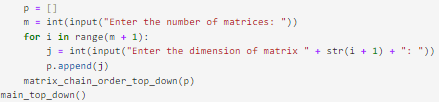 p = []
m = int(input("Enter the number of matrices: "))
for i in range(m + 1):
j = int(input("Enter the dimension of matrix " + str(i + 1) + ": "))
p.append(j)
matrix_chain_order_top_down(p)
main_top_down()